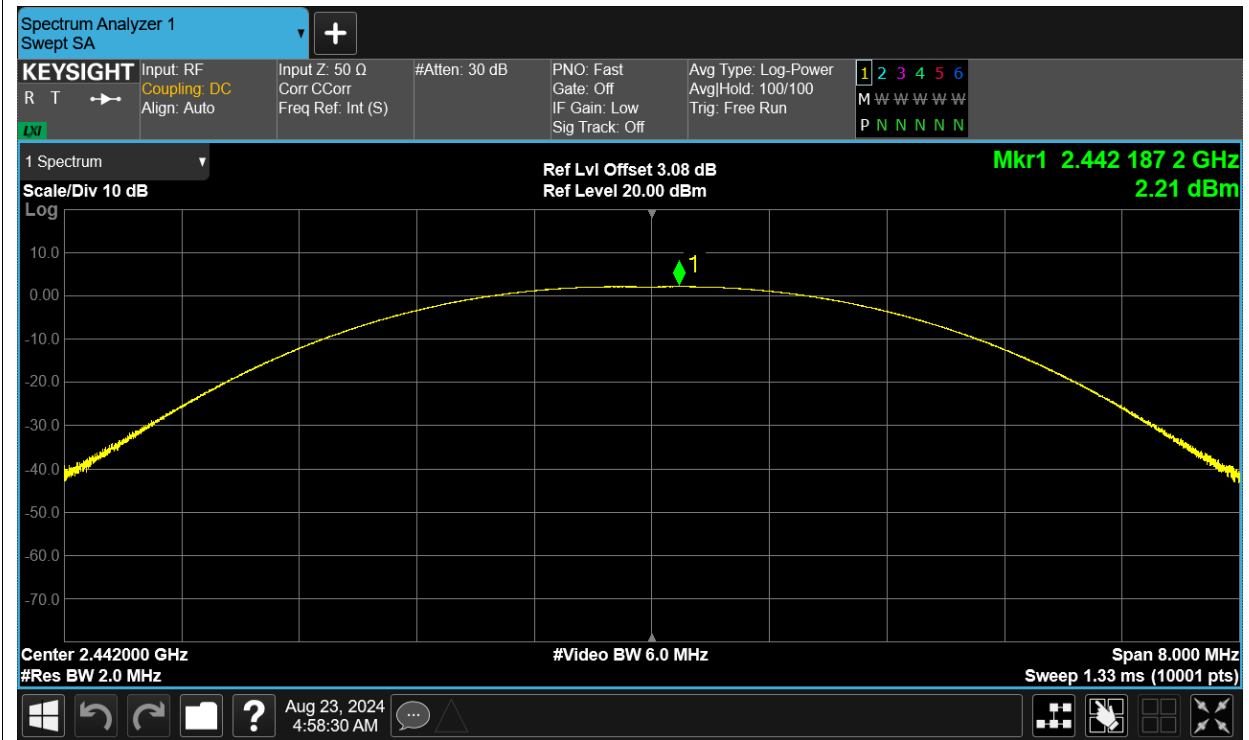 Spectrum Analyzer 1
Swept SA
KEYSIGHT
R T
LXI
Input: RF
Coupling: DC
Align: Auto
Input Z: 50 Ω
Corr CCorr
Freq Ref: Int (S)
#Atten: 30 dB
PNO: Fast
Gate: Off
IF Gain: Low
Sig Track: Off
Avg Type: Log-Power
Avg|Hold: 100/100
Trig: Free Run
1 2 3 4 5 6
M W W W W W
P N N N N N
1 Spectrum
Scale/Div 10 dB
Ref Lvl Offset 3.08 dB
Ref Level 20.00 dBm
Mkr1 2.442 187 2 GHz
2.21 dBm
Log
10.0
0.00
-10.0
-20.0
-30.0
-40.0
-50.0
-60.0
-70.0
1
Center 2.442000 GHz
#Res BW 2.0 MHz
#Video BW 6.0 MHz
Span 8.000 MHz
Sweep 1.33 ms (10001 pts)
?
Aug 23, 2024
4:58:30 AM